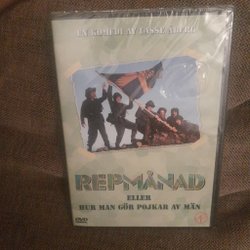 EN KOMEDI AV LASSE ÅBERG
REPMÅNAD
ELLER
HUR MAN GÖR POJKAR AV MÄN
DVD